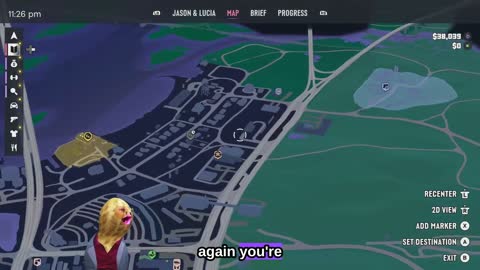 11:26 pm
JASON & LUCIA MAP BRIEF PROGRESS
$38,039
$0
RECENTER L
2D VIEW
ADD MARKER X
SET DESTINATION A
EXIT B
again you're